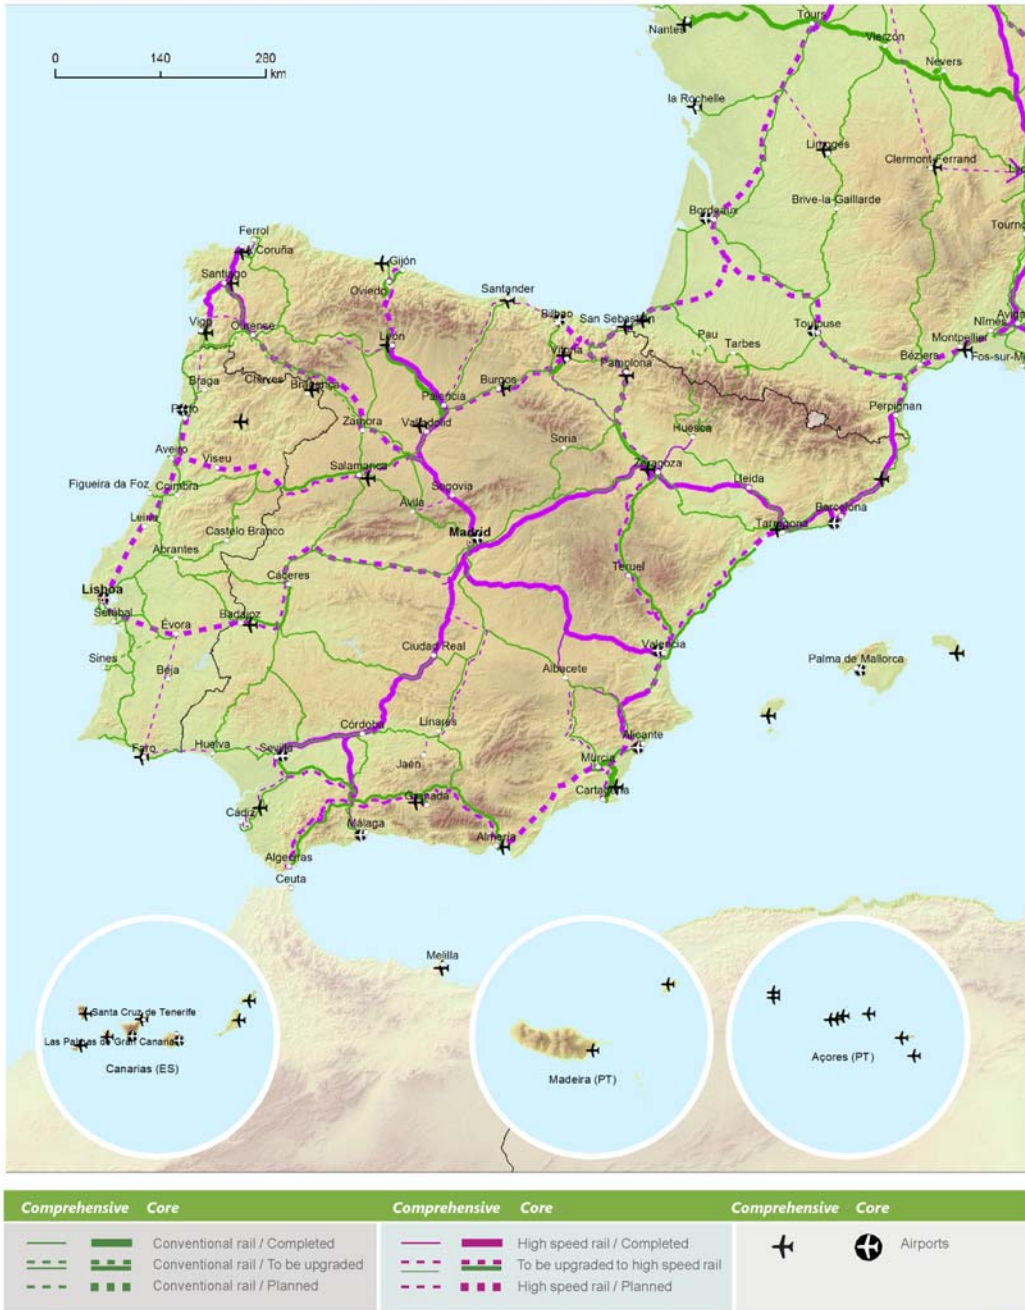 Tours
Nantes
Vierzon
Nevers
0 140 280
km
la Rochelle
Limoges
Clermont-Ferrand
Brive-la-Gaillarde
Bordeaux
Ferrol
A Coruña
Gijón
Santiago
Oviedo
Santander
Bilbao
San Sebastián
Vigo
Ourense
León
Vitoria
Pau
Tarbes
Toulouse
Nîmes
Montpellier
Béziers
Pamplona
Braga
Chaves
Bragança
Palencia
Burgos
Perpignan
Porto
Zamora
Valladolid
Soria
Huesca
Aveiro
Viseu
Salamanca
Zaragoza
Figueira da Foz
Coimbra
Segovia
Lleida
Ávila
Barcelona
Leiria
Castelo Branco
Madrid
Tarragona
Abrantes
Cáceres
Teruel
Lisboa
Setúbal
Évora
Badajoz
Ciudad Real
Valencia
Sines
Beja
Albacete
Palma de Mallorca
Córdoba
Linares
Alicante
Faro
Huelva
Sevilla
Jaén
Murcia
Cádiz
Granada
Cartagena
Málaga
Almería
Algeciras
Ceuta
Melilla
Santa Cruz de Tenerife
Las Palmas de Gran Canaria
Canarias (ES)
Madeira (PT)
Açores (PT)
Comprehensive Core
Conventional rail / Completed
Conventional rail / To be upgraded
Conventional rail / Planned
Comprehensive Core
High speed rail / Completed
To be upgraded to high speed rail
High speed rail / Planned
Comprehensive Core
Airports